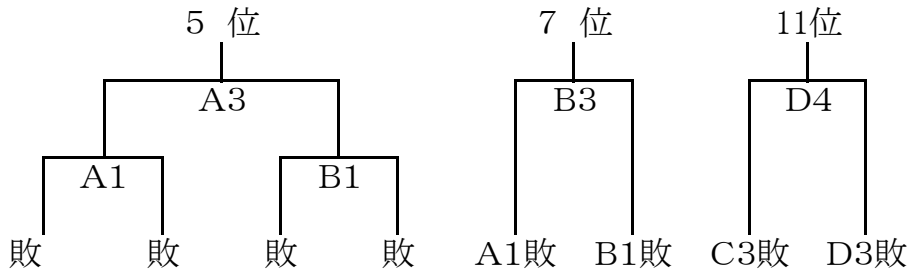 5 位 7 位 11位
A3 B3 D4
A1 B1
敗 敗 敗 敗 A1敗 B1敗 C3敗 D3敗